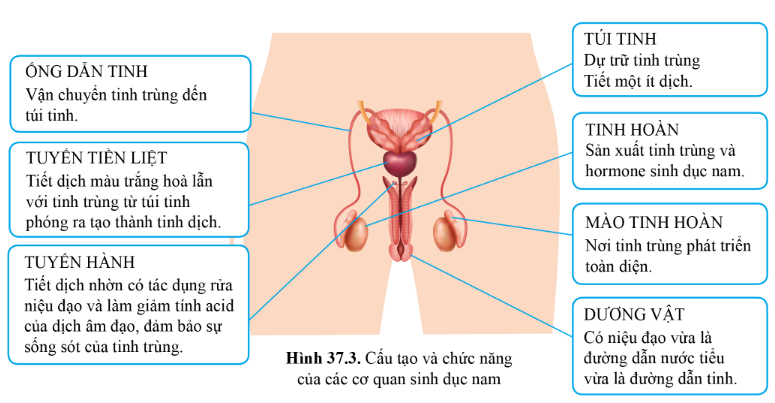 ỐNG DẪN TINH
Vận chuyển tinh trùng đến
túi tinh.
TUYẾN TIỀN LIỆT
Tiết dịch màu trắng hoà lẫn
với tinh trùng từ túi tinh
phóng ra tạo thành tinh dịch.
TUYẾN HÀNH
Tiết dịch nhờn có tác dụng rửa
niệu đạo và làm giảm tính acid
của dịch âm đạo, đảm bảo sự
sống sót của tinh trùng.
TÚI TINH
Dự trữ tinh trùng
Tiết một ít dịch.
TINH HOÀN
Sản xuất tinh trùng và
hormone sinh dục nam.
MÀO TINH HOÀN
Nơi tinh trùng phát triển
toàn diện.
DƯƠNG VẬT
Có niệu đạo vừa là
đường dẫn nước tiểu
vừa là đường dẫn tinh.
Hình 37.3. Cấu tạo và chức năng
của các cơ quan sinh dục nam